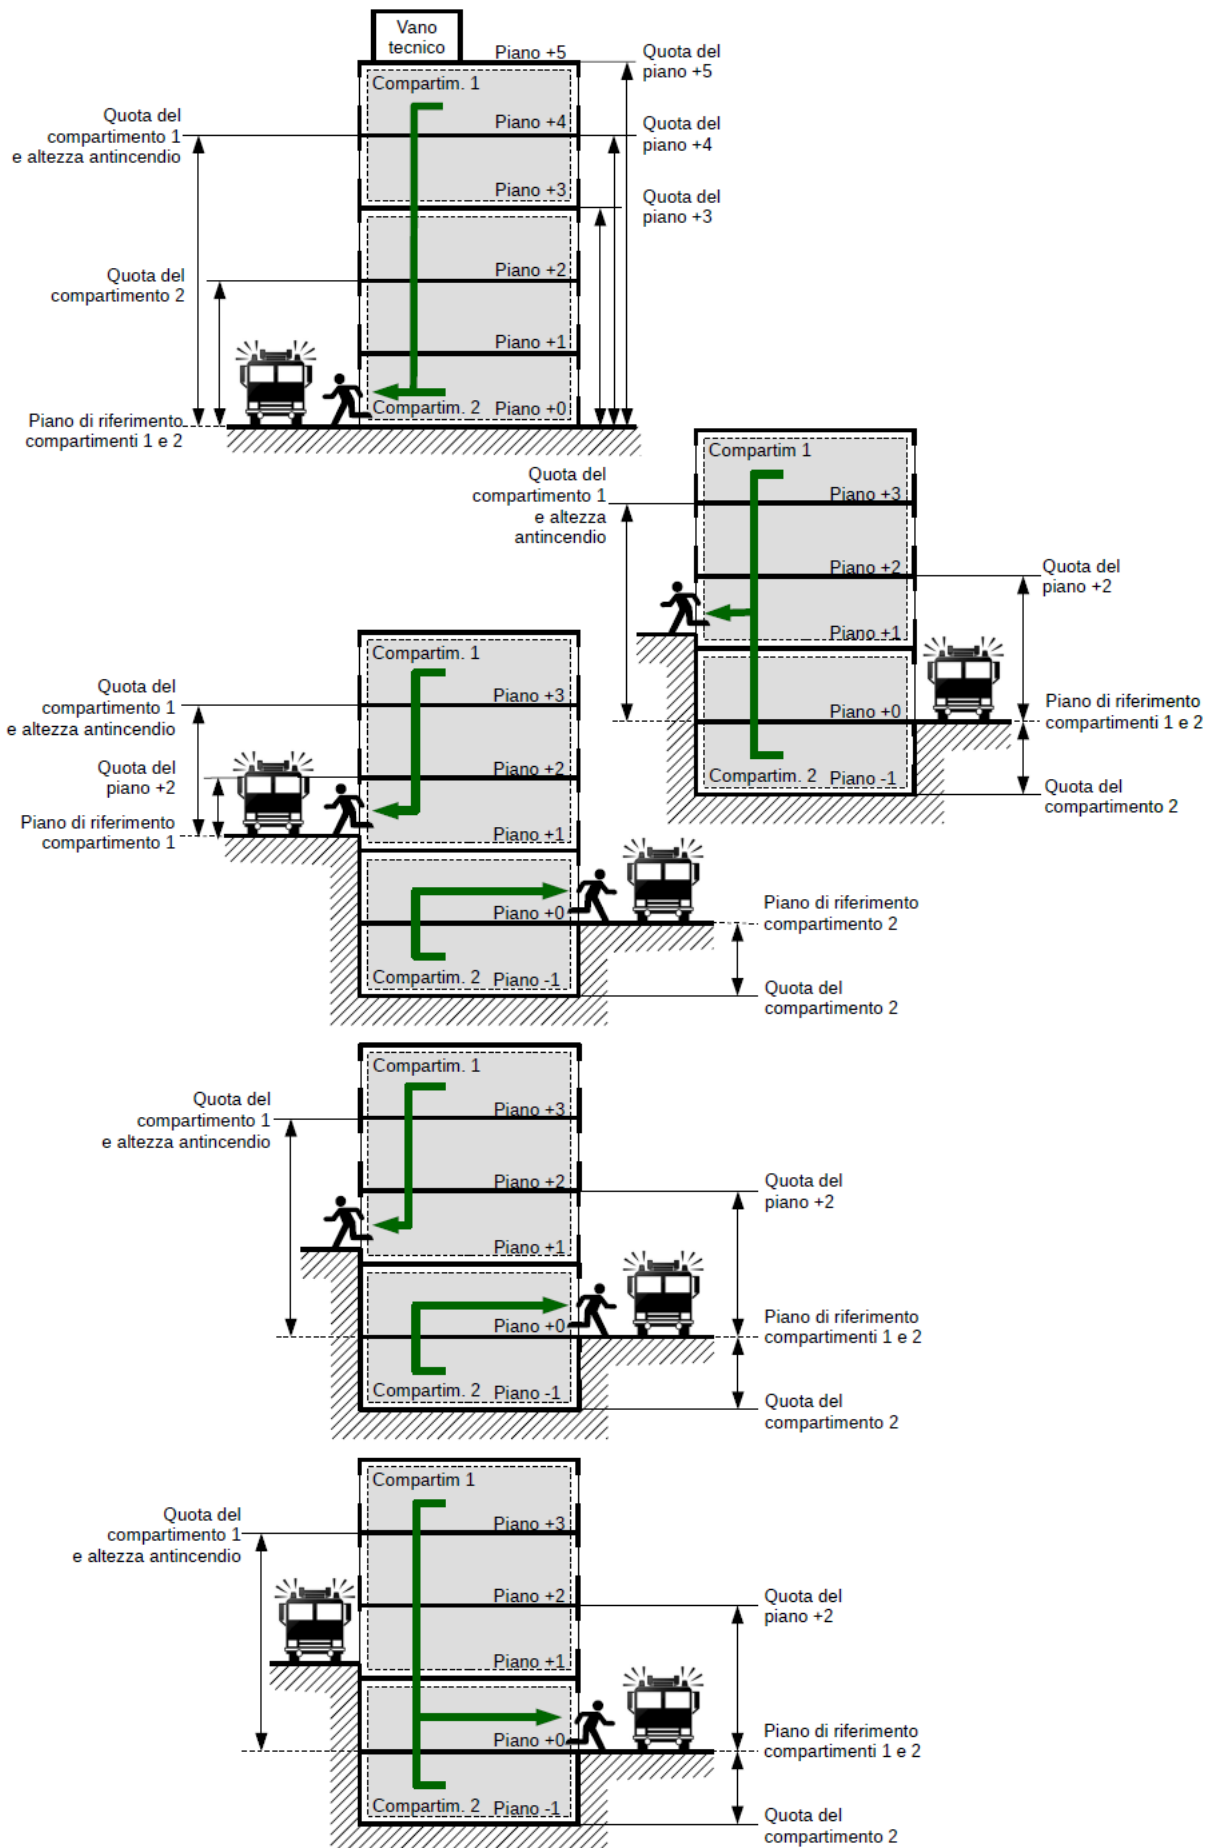 Vano
tecnico
Piano +5
Quota del
piano +5
Compartim. 1
Quota del
compartimento 1
e altezza antincendio
Piano +4
Quota del
piano +4
Piano +3
Quota del
piano +3
Quota del
compartimento 2
Piano +2
Piano +1
Piano di riferimento
compartimenti 1 e 2
Compartim. 2
Piano +0
Compartim 1
Quota del
compartimento 1
e altezza
antincendio
Piano +3
Piano +2
Quota del
piano +2
Piano +1
Piano +0
Piano di riferimento
compartimenti 1 e 2
Compartim. 2
Piano -1
Quota del
compartimento 2
Compartim. 1
Quota del
compartimento 1
e altezza antincendio
Piano +3
Quota del
piano +2
Piano +2
Piano di riferimento
compartimento 1
Piano +1
Piano +0
Piano di riferimento
compartimento 2
Compartim. 2
Piano -1
Quota del
compartimento 2
Compartim. 1
Quota del
compartimento 1
e altezza antincendio
Piano +3
Piano +2
Quota del
piano +2
Piano +1
Piano +0
Piano di riferimento
compartimenti 1 e 2
Compartim. 2
Piano -1
Quota del
compartimento 2
Compartim 1
Quota del
compartimento 1
e altezza antincendio
Piano +3
Piano +2
Quota del
piano +2
Piano +1
Piano +0
Piano di riferimento
compartimenti 1 e 2
Compartim. 2
Piano -1
Quota del
compartimento 2